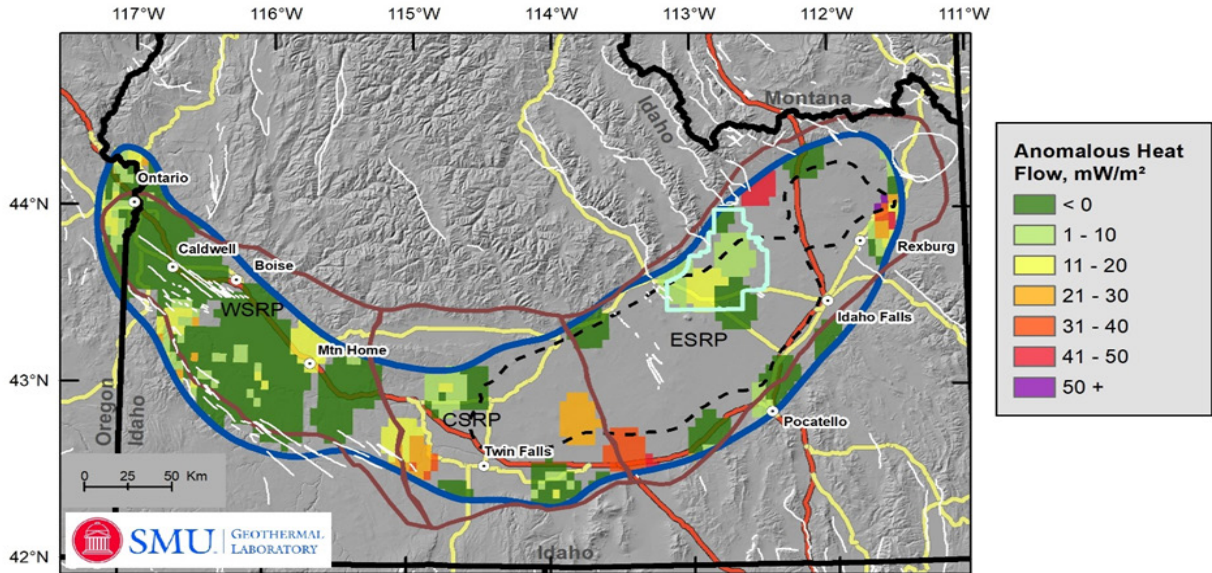 117°W 116°W 115°W 114°W 113°W 112°W 111°W
Montana
Idaho
44°N
Ontario
Caldwell
Boise
WSRP
Rexburg
Idaho Falls
ESRP
Mtn Home
43°N
CSRP
Pocatello
Oregon
Idaho
Twin Falls
0 25 50 Km
SMU GEOTHERMAL
LABORATORY
42°N
Idaho
Anomalous Heat
Flow, mW/m²
< 0
1 - 10
11 - 20
21 - 30
31 - 40
41 - 50
50 +